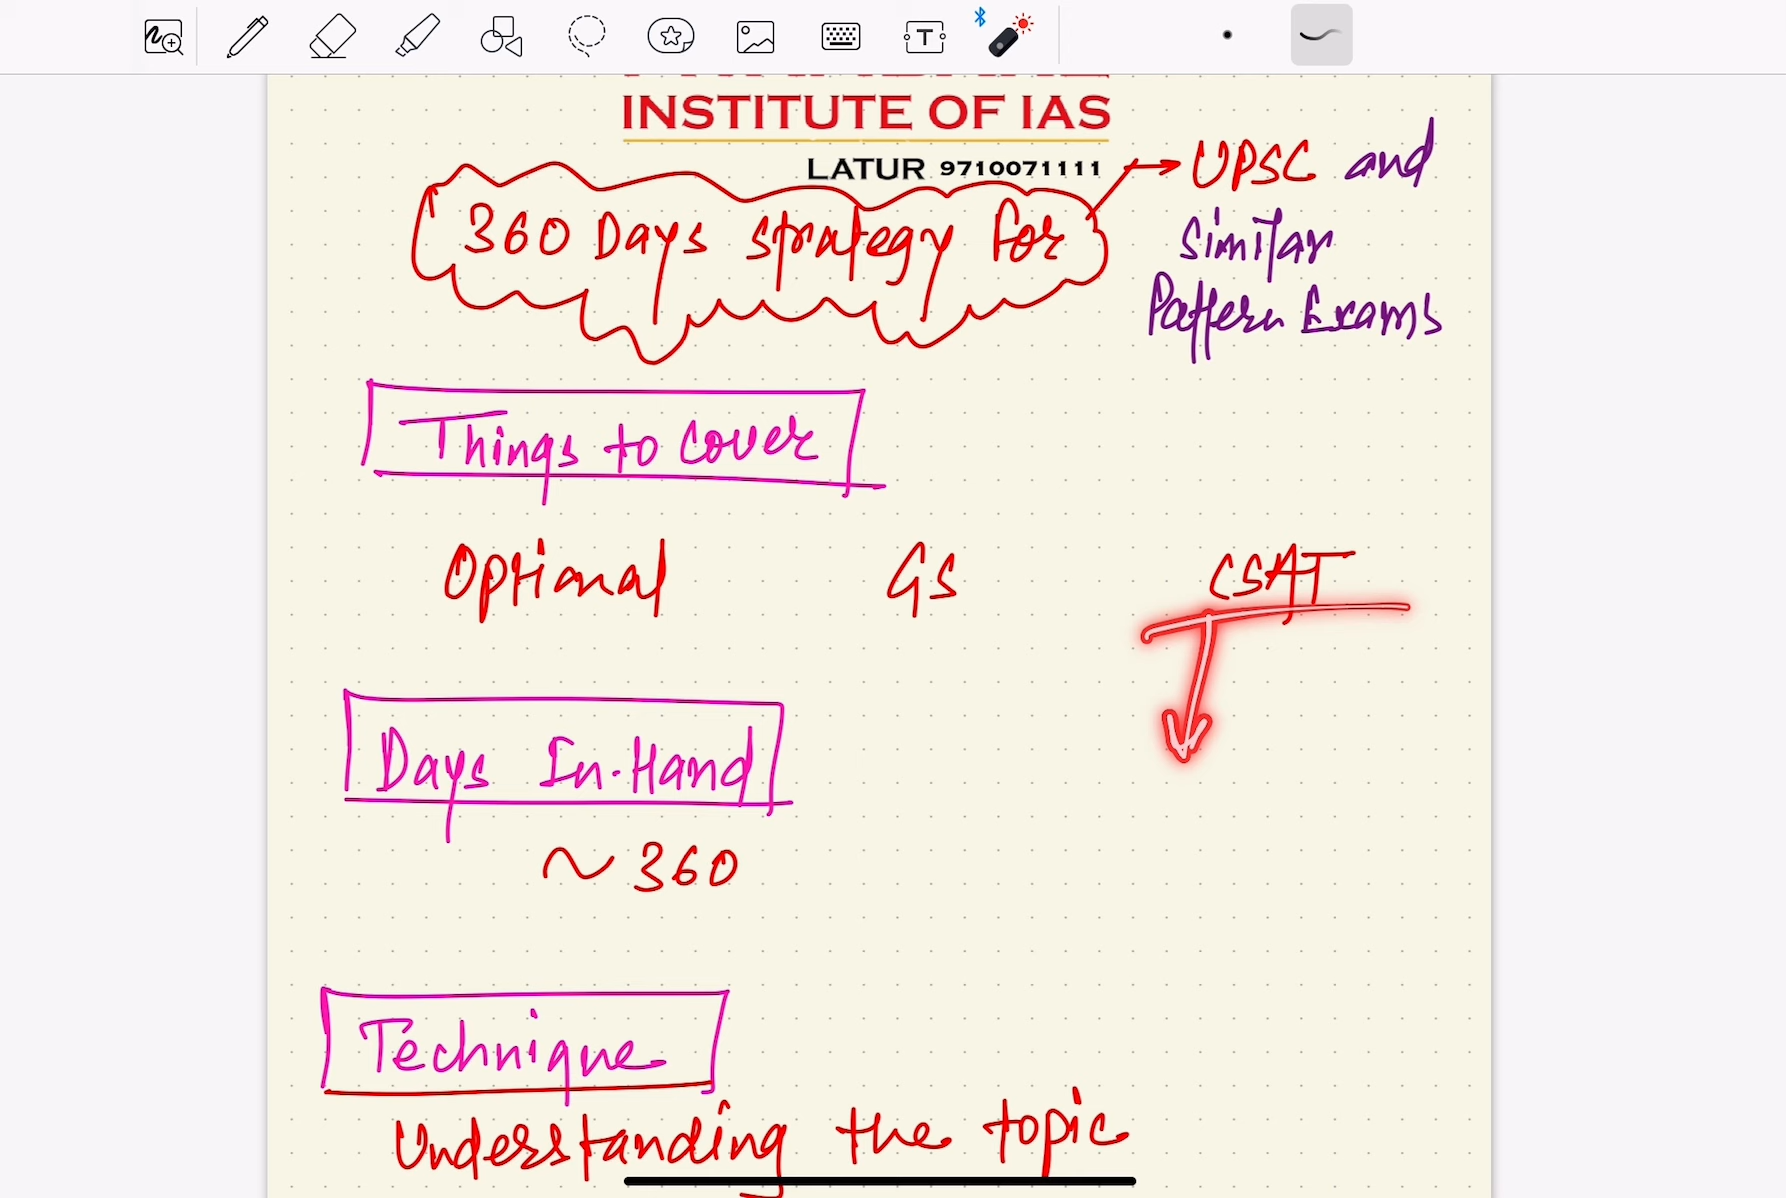 INSTITUTE OF IAS
LATUR 9710071111
360 Days strategy for
UPSC and
Similar
Pattern Exams
Things to Cover
Optional GS CSAT
Days In-Hand
~ 360
Technique
Understanding the topic